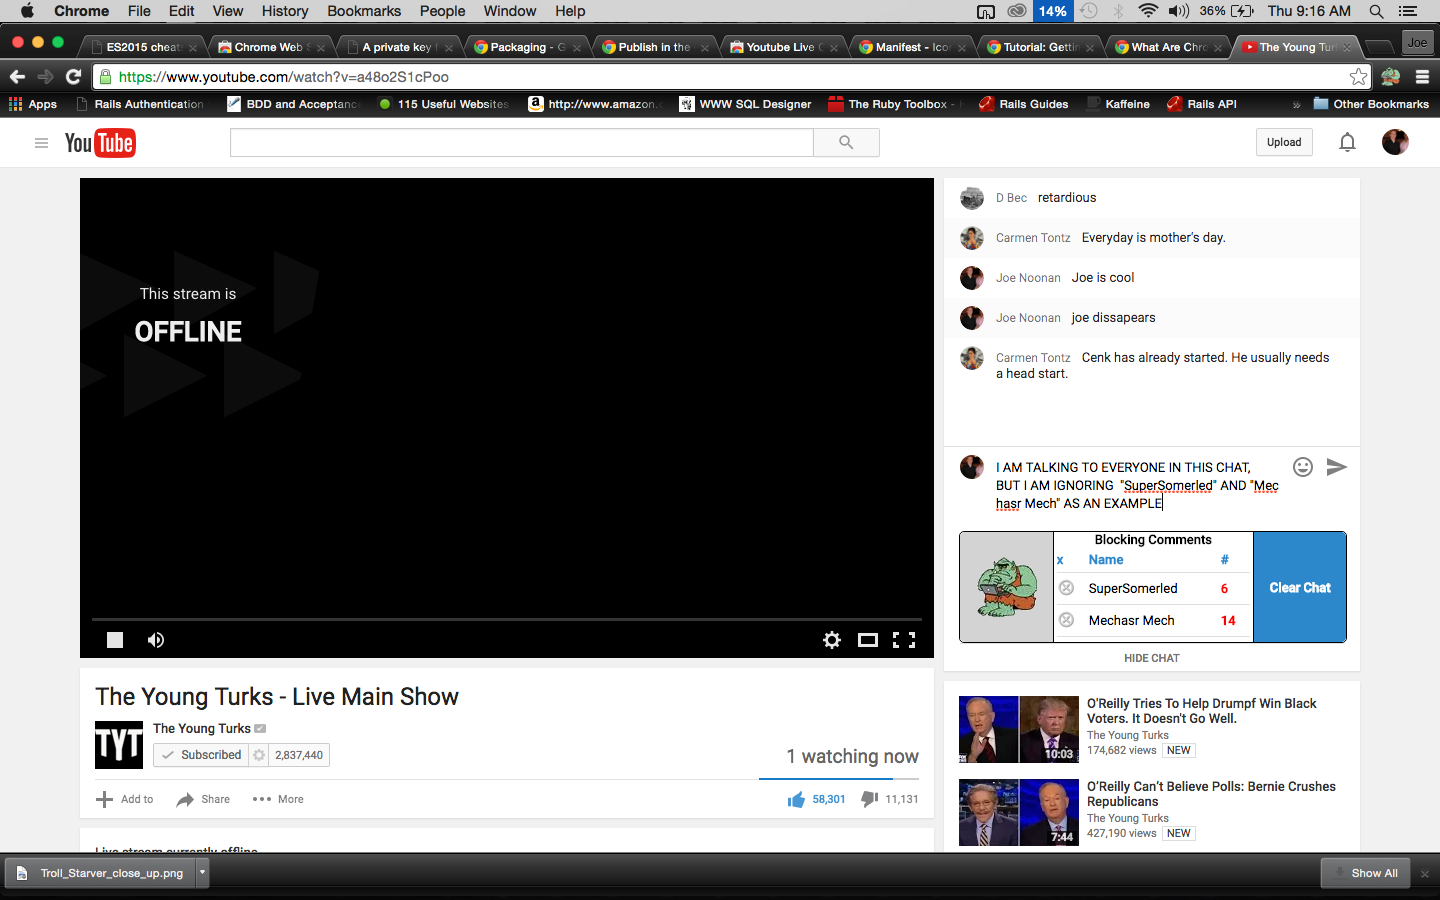 Chrome File Edit View History Bookmarks People Window Help 14% 36% Thu 9:16 AM
ES2015 cheat Chrome Web S A private key Packaging - G Publish in the Youtube Live Manifest - Ico Tutorial: Getti What Are Chro The Young Tur Joe
https://www.youtube.com/watch?v=a48o2S1cPoo
Apps Rails Authentication BDD and Acceptance 115 Useful Websites http://www.amazon. WWW SQL Designer The Ruby Toolbox - Rails Guides Kaffeine Rails API » Other Bookmarks
YouTube Upload
This stream is
OFFLINE
D Bec retardious
Carmen Tontz Everyday is mother's day.
Joe Noonan Joe is cool
Joe Noonan joe dissapears
Carmen Tontz Cenk has already started. He usually needs
a head start.
I AM TALKING TO EVERYONE IN THIS CHAT,
BUT I AM IGNORING "SuperSomerled" AND "Mec
hasr Mech" AS AN EXAMPLE
Blocking Comments
x Name #
SuperSomerled 6
Mechasr Mech 14
Clear Chat
HIDE CHAT
The Young Turks - Live Main Show
TYT
The Young Turks
Subscribed 2,837,440
1 watching now
Add to Share More 58,301 11,131
Live stream currently offline
O'Reilly Tries To Help Drumpf Win Black
Voters. It Doesn't Go Well.
The Young Turks
174,682 views NEW
10:03
O'Reilly Can't Believe Polls: Bernie Crushes
Republicans
The Young Turks
427,190 views NEW
7:44
Troll_Starver_close_up.png Show All